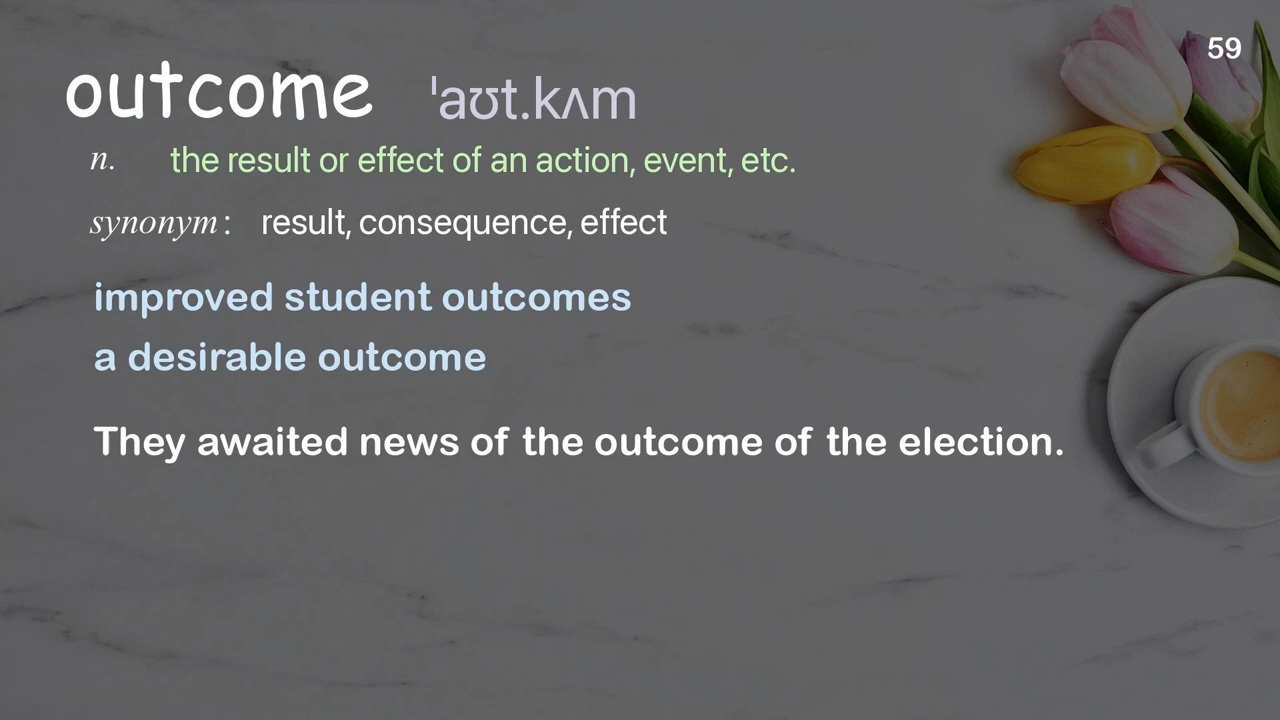 59
outcome ˈaʊt.kʌm
n. the result or effect of an action, event, etc.
synonym: result, consequence, effect
improved student outcomes
a desirable outcome
They awaited news of the outcome of the election.